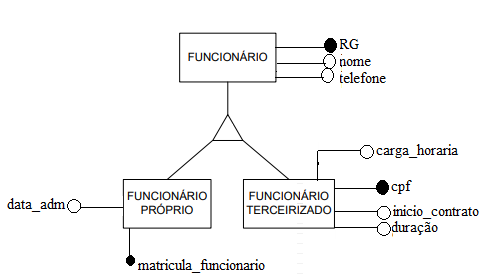 FUNCIONÁRIO
RG
nome
telefone
carga_horaria
FUNCIONÁRIO
PRÓPRIO
FUNCIONÁRIO
TERCEIRIZADO
cpf
data_adm
inicio_contrato
duração
matricula_funcionario